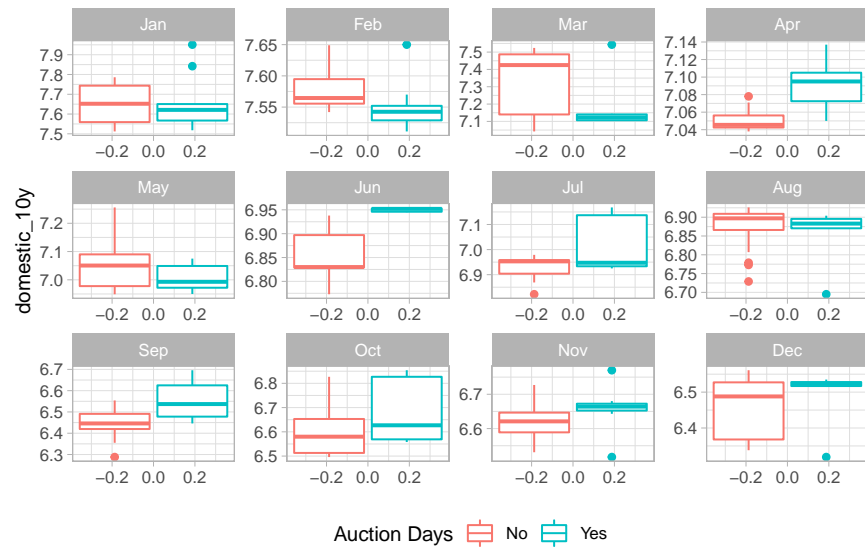 Jan Feb Mar Apr
7.9 7.65 7.5 7.14
7.8 7.4 7.12
7.7 7.60 7.3 7.10
7.6 7.55 7.2 7.08
7.5 7.1 7.06
7.04
−0.2 0.0 0.2 −0.2 0.0 0.2 −0.2 0.0 0.2 −0.2 0.0 0.2
May Jun Jul Aug
7.2 6.95 7.1 6.90
7.1 6.90 7.0 6.85
7.0 6.85 6.9 6.80
6.80 6.75
6.70
−0.2 0.0 0.2 −0.2 0.0 0.2 −0.2 0.0 0.2 −0.2 0.0 0.2
domestic_10y
Sep Oct Nov Dec
6.7 6.8 6.7 6.5
6.6 6.7 6.6 6.4
6.5 6.6
6.4 6.5
6.3
−0.2 0.0 0.2 −0.2 0.0 0.2 −0.2 0.0 0.2 −0.2 0.0 0.2
Auction Days No Yes